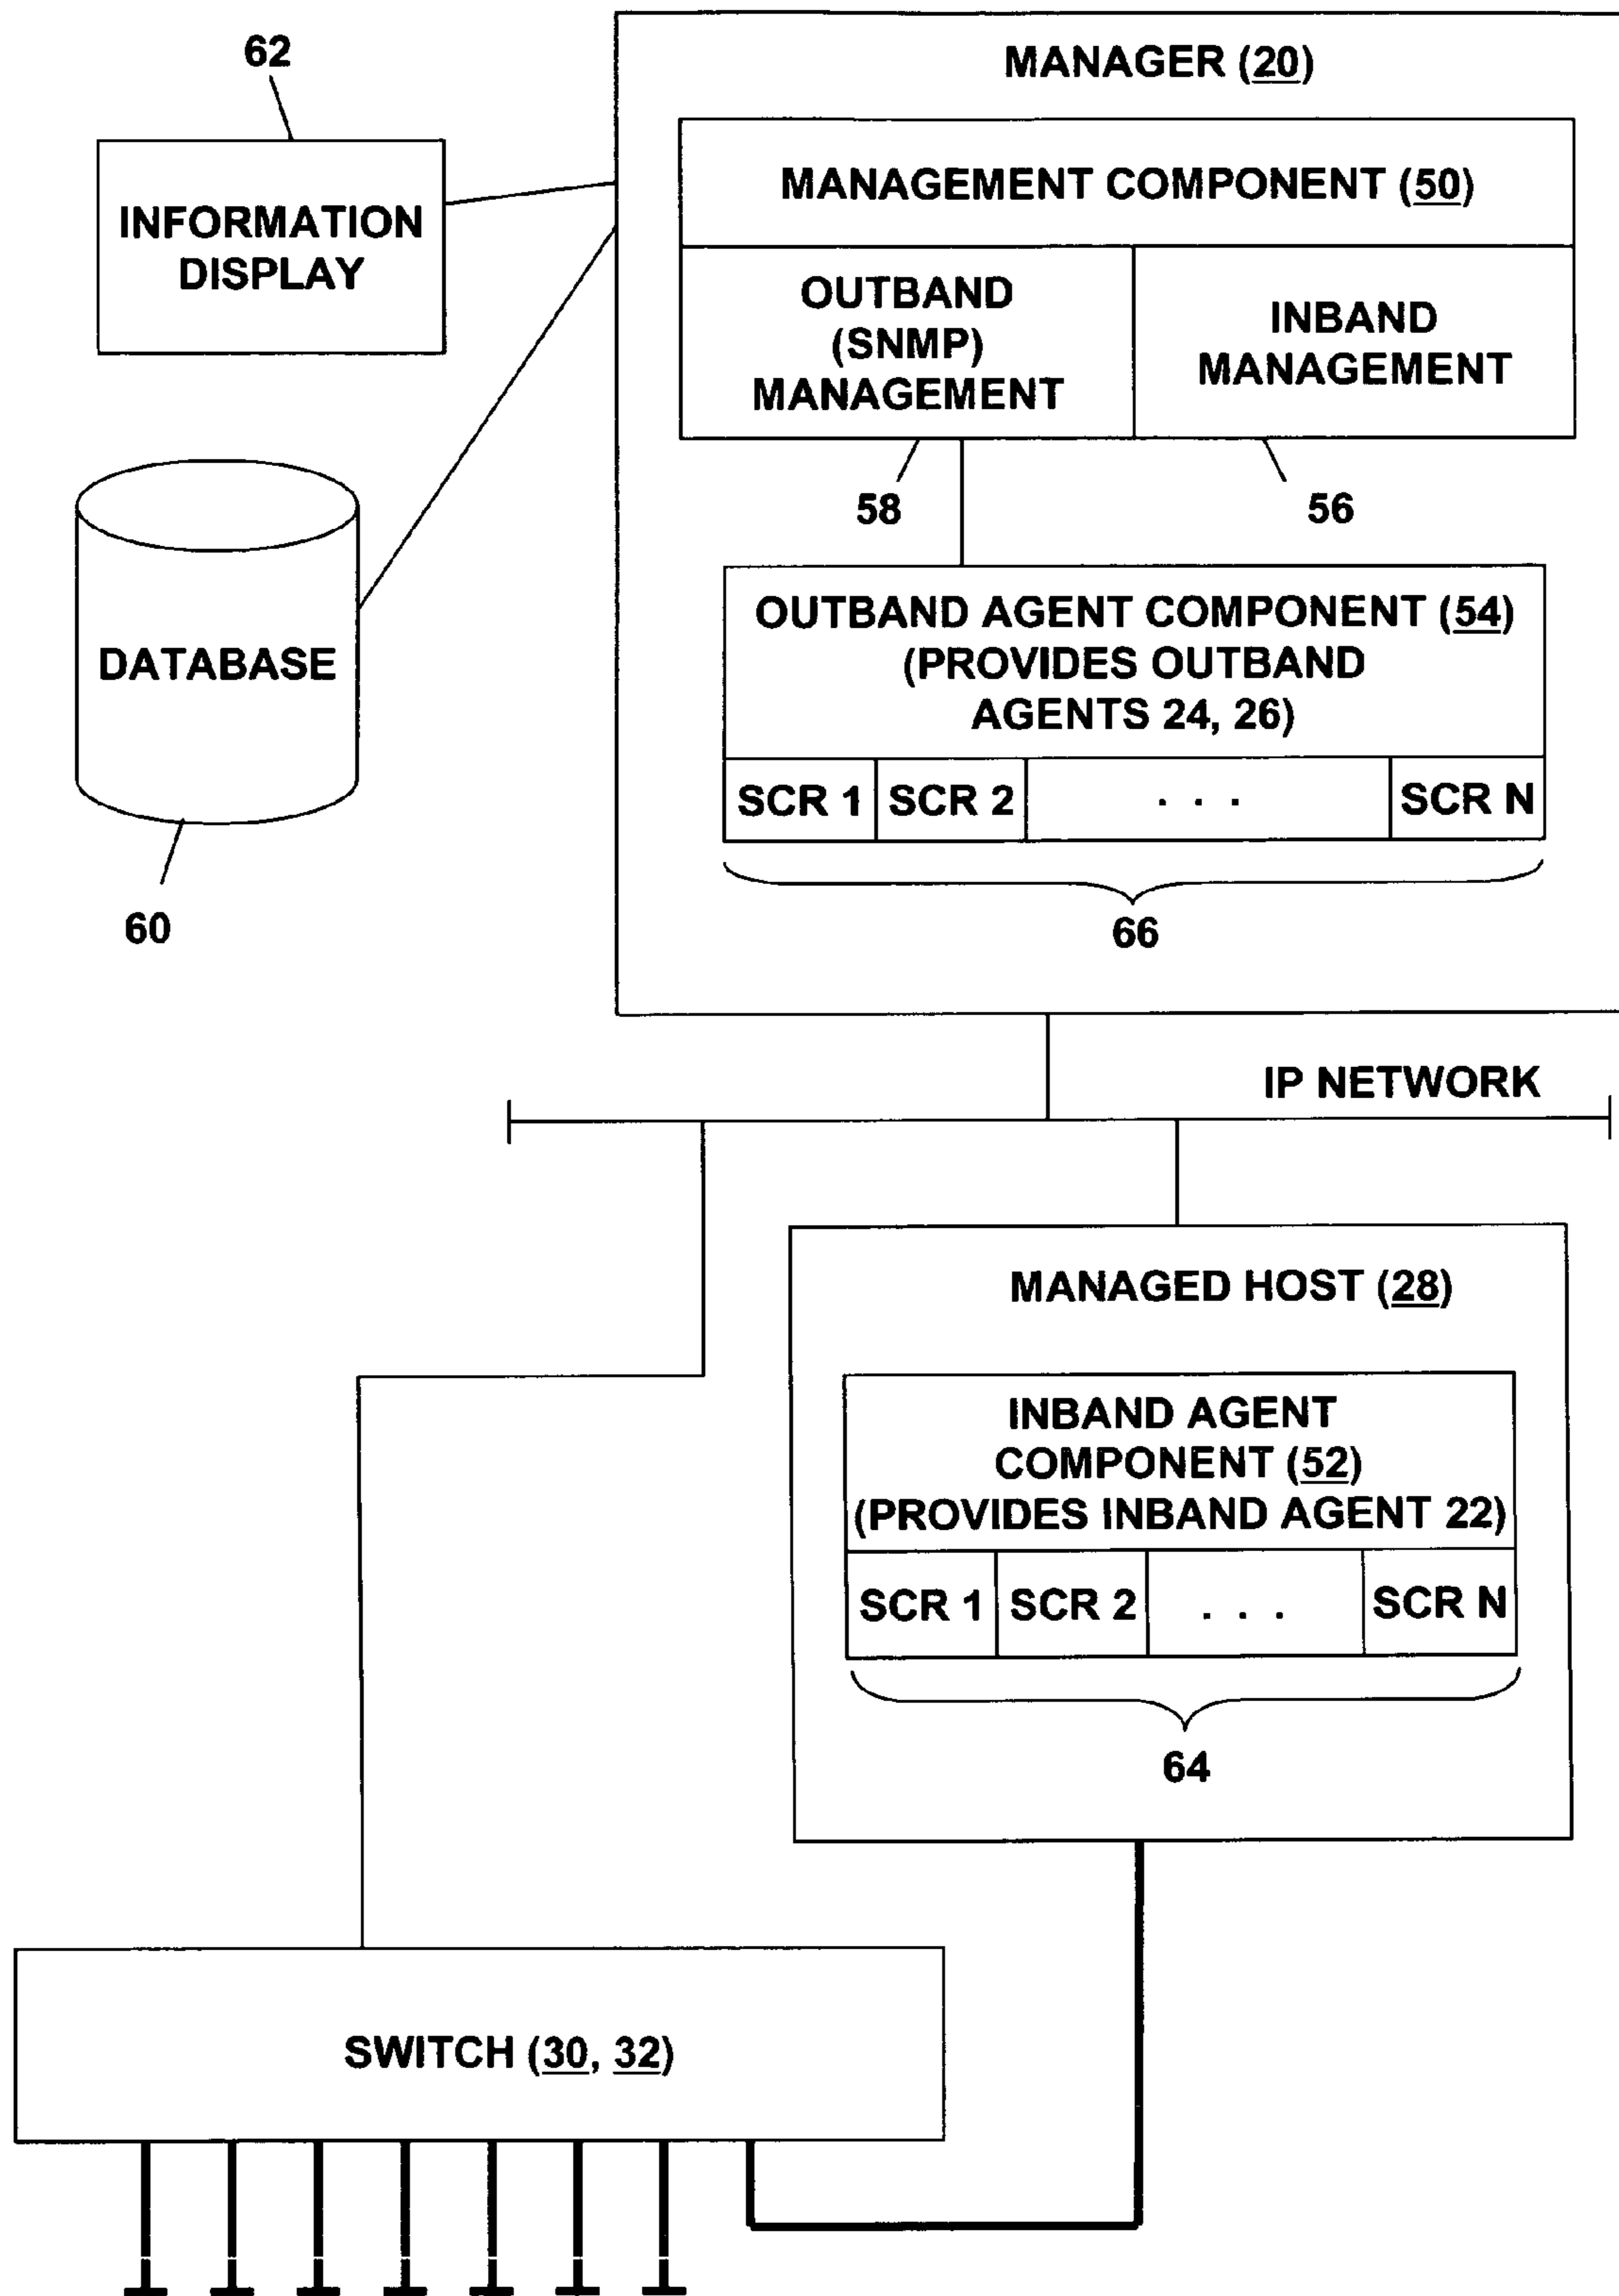 62
INFORMATION
DISPLAY
DATABASE
60
MANAGER (20)
MANAGEMENT COMPONENT (50)
OUTBAND
(SNMP)
MANAGEMENT
INBAND
MANAGEMENT
58
56
OUTBAND AGENT COMPONENT (54)
(PROVIDES OUTBAND
AGENTS 24, 26)
SCR 1 SCR 2 . . . SCR N
66
IP NETWORK
MANAGED HOST (28)
INBAND AGENT
COMPONENT (52)
(PROVIDES INBAND AGENT 22)
SCR 1 SCR 2 . . . SCR N
64
SWITCH (30, 32)